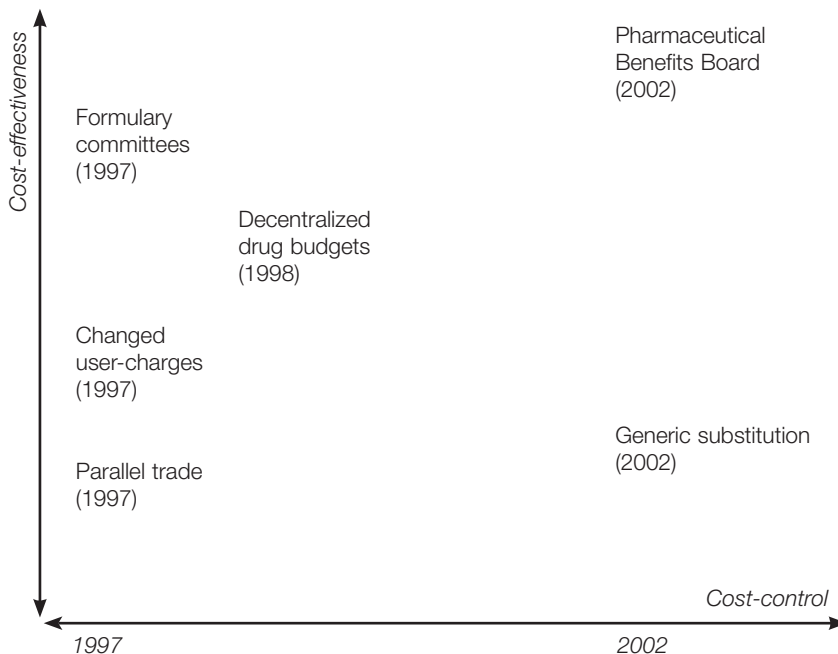 Cost-effectiveness
Pharmaceutical
Benefits Board
(2002)
Formulary
committees
(1997)
Decentralized
drug budgets
(1998)
Changed
user-charges
(1997)
Generic substitution
(2002)
Parallel trade
(1997)
Cost-control
1997
2002